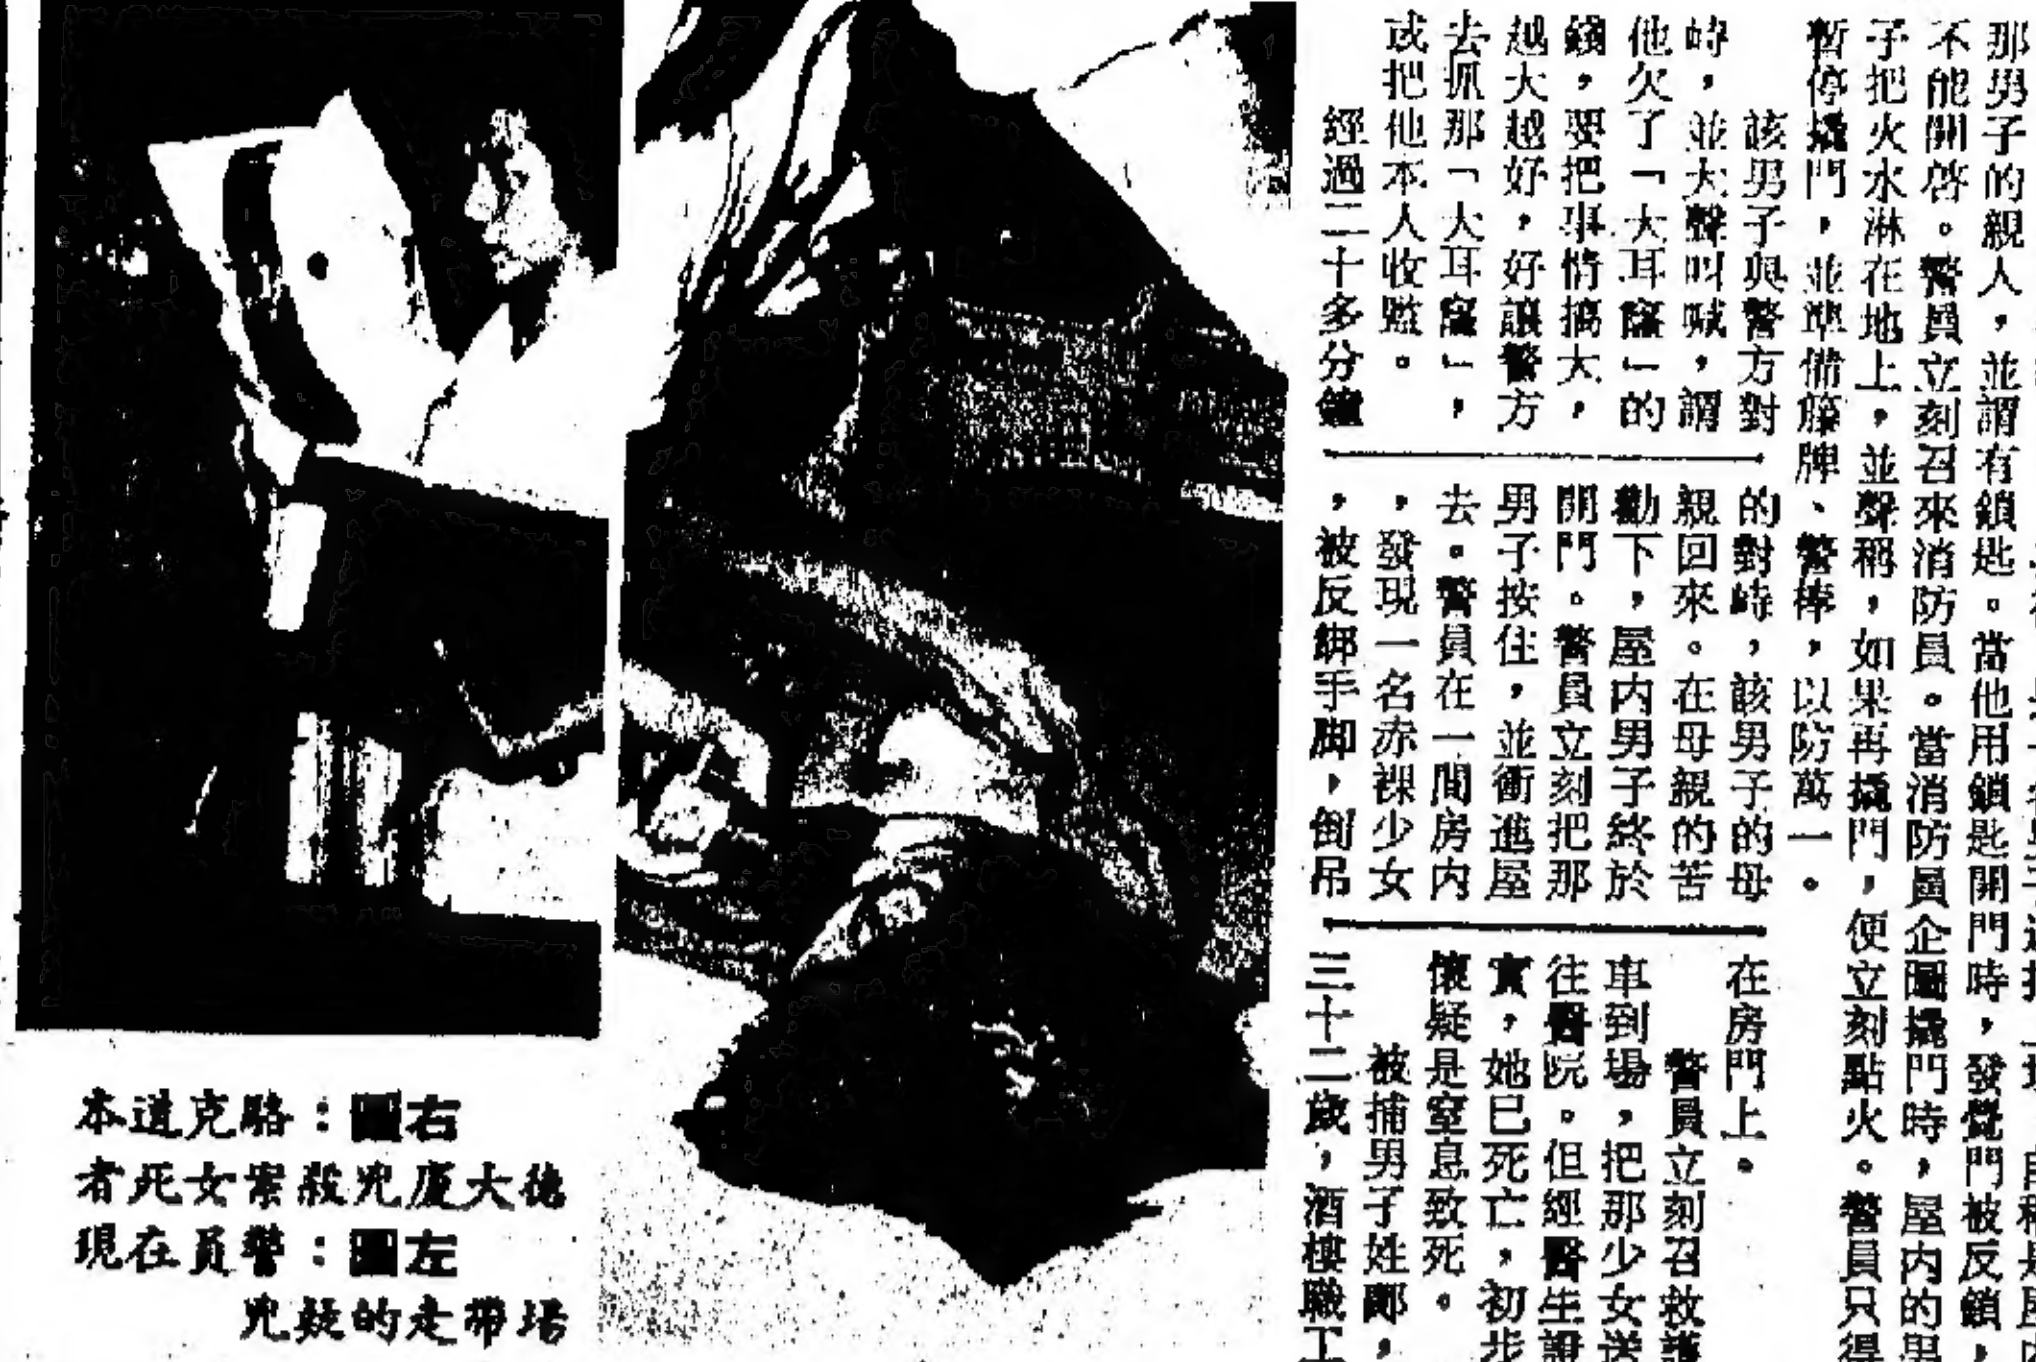 那男子的親人，並謂有鎖匙。當他用鎖匙開門時，發覺門被反鎖，
不能開啓。警員立刻召來消防員。當消防員企圖撬門時，屋內的男
子把火水淋在地上，並聲稱，如果再撬門，便立刻點火。警員只得
暫停撬門，並準備籐牌、警棒，以防萬一。
該男子與警方對
峙，並大聲叫喊，謂
他欠了「大耳窿」的
錢，要把事情搞大，
越大越好，好讓警方
去抓那「大耳窿」，
或把他本人收監。
經過二十多分鐘
的對峙，該男子的母
親回來。在母親的苦
勸下，屋內男子終於
開門。警員立刻把那
男子按住，並衝進屋
去。警員在一間房內
，發現一名赤裸少女
，被反綁手脚，倒吊
在房門上。
警員立刻召救護
車到場，把那少女送
往醫院。但經醫生證
實，她已死亡，初步
懷疑是窒息致死。
被捕男子姓鄺，
三十二歲，酒樓職工
右圖：駱克道本
德大廈兇殺案女死者
左圖：警員在現
場帶走的疑兇